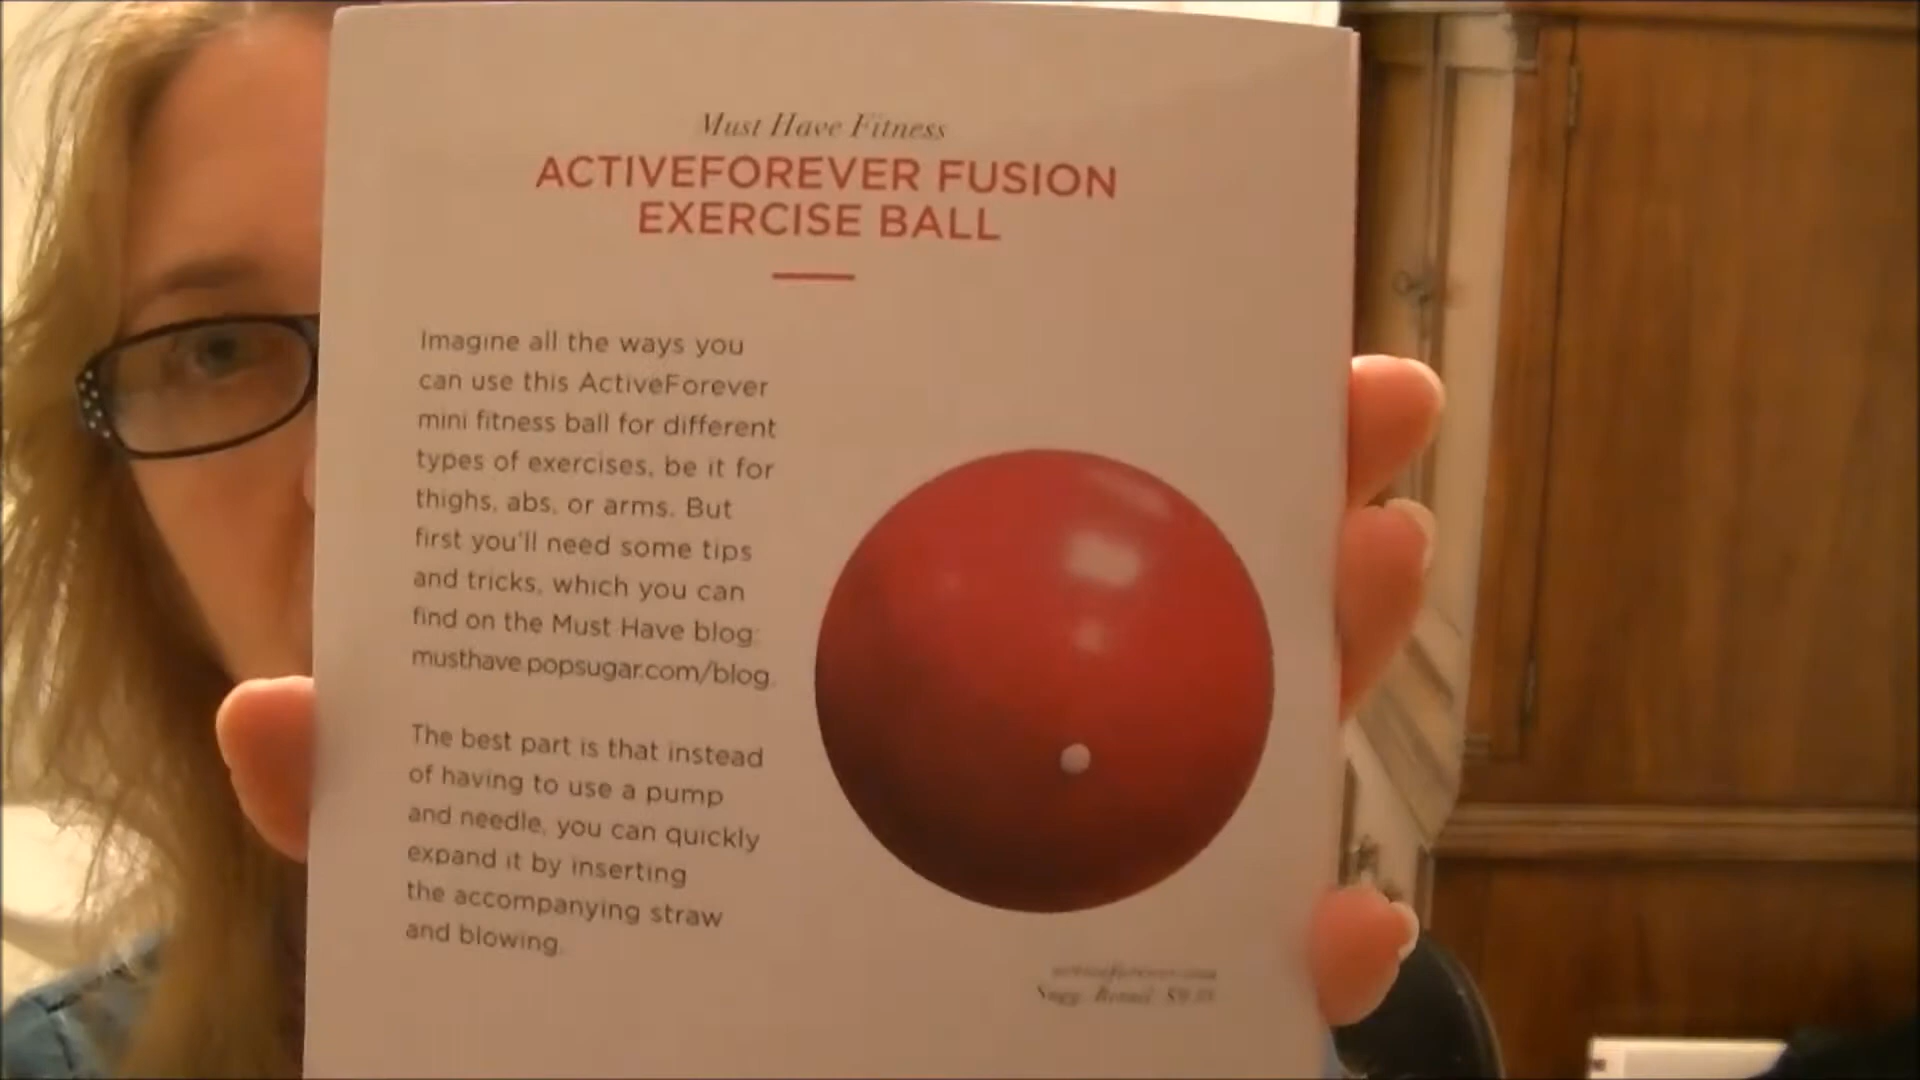 Must Have Fitness
ACTIVEFOREVER FUSION
EXERCISE BALL
Imagine all the ways you
can use this ActiveForever
mini fitness ball for different
types of exercises, be it for
thighs, abs, or arms. But
first you'll need some tips
and tricks, which you can
find on the Must Have blog:
musthave.popsugar.com/blog.
The best part is that instead
of having to use a pump
and needle, you can quickly
expand it by inserting
the accompanying straw
and blowing.
activeforever.com
Sugg. Retail